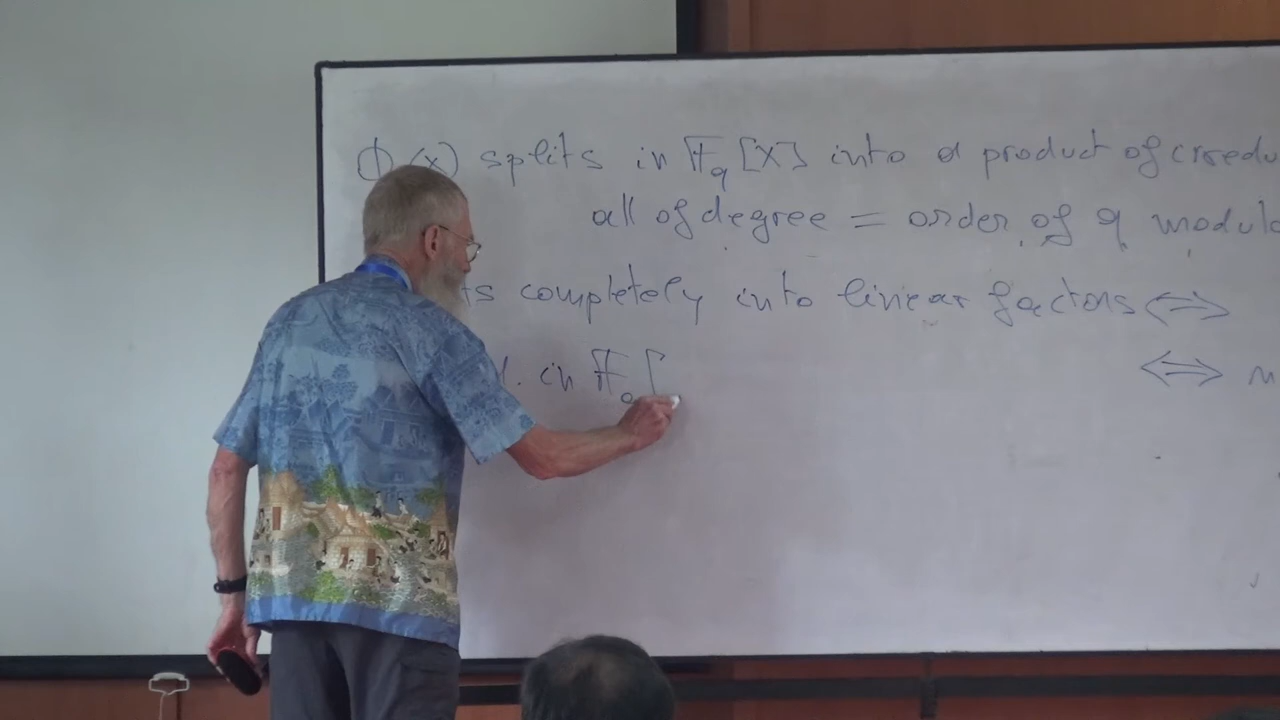 Φ (x) splits in 𝔽_q [X] into a product of irredu
all of degree = order of q modulo
ts completely into linear factors ⟺
. in 𝔽_q [
⟺